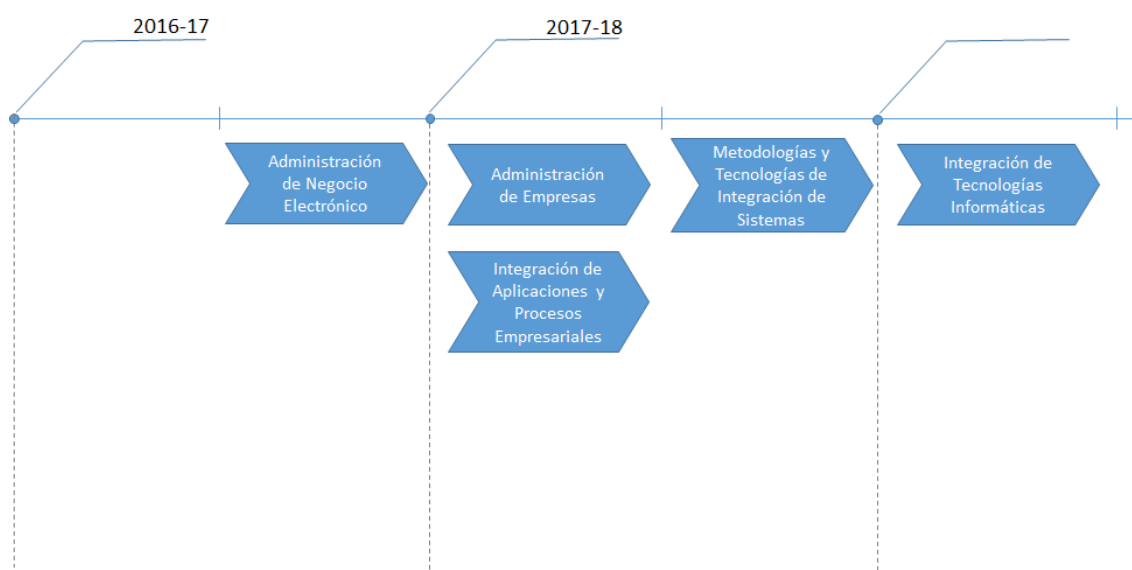 2016-17
2017-18
Administración
de Negocio
Electrónico
Administración
de Empresas
Metodologías y
Tecnologías de
Integración de
Sistemas
Integración de
Tecnologías
Informáticas
Integración de
Aplicaciones y
Procesos
Empresariales